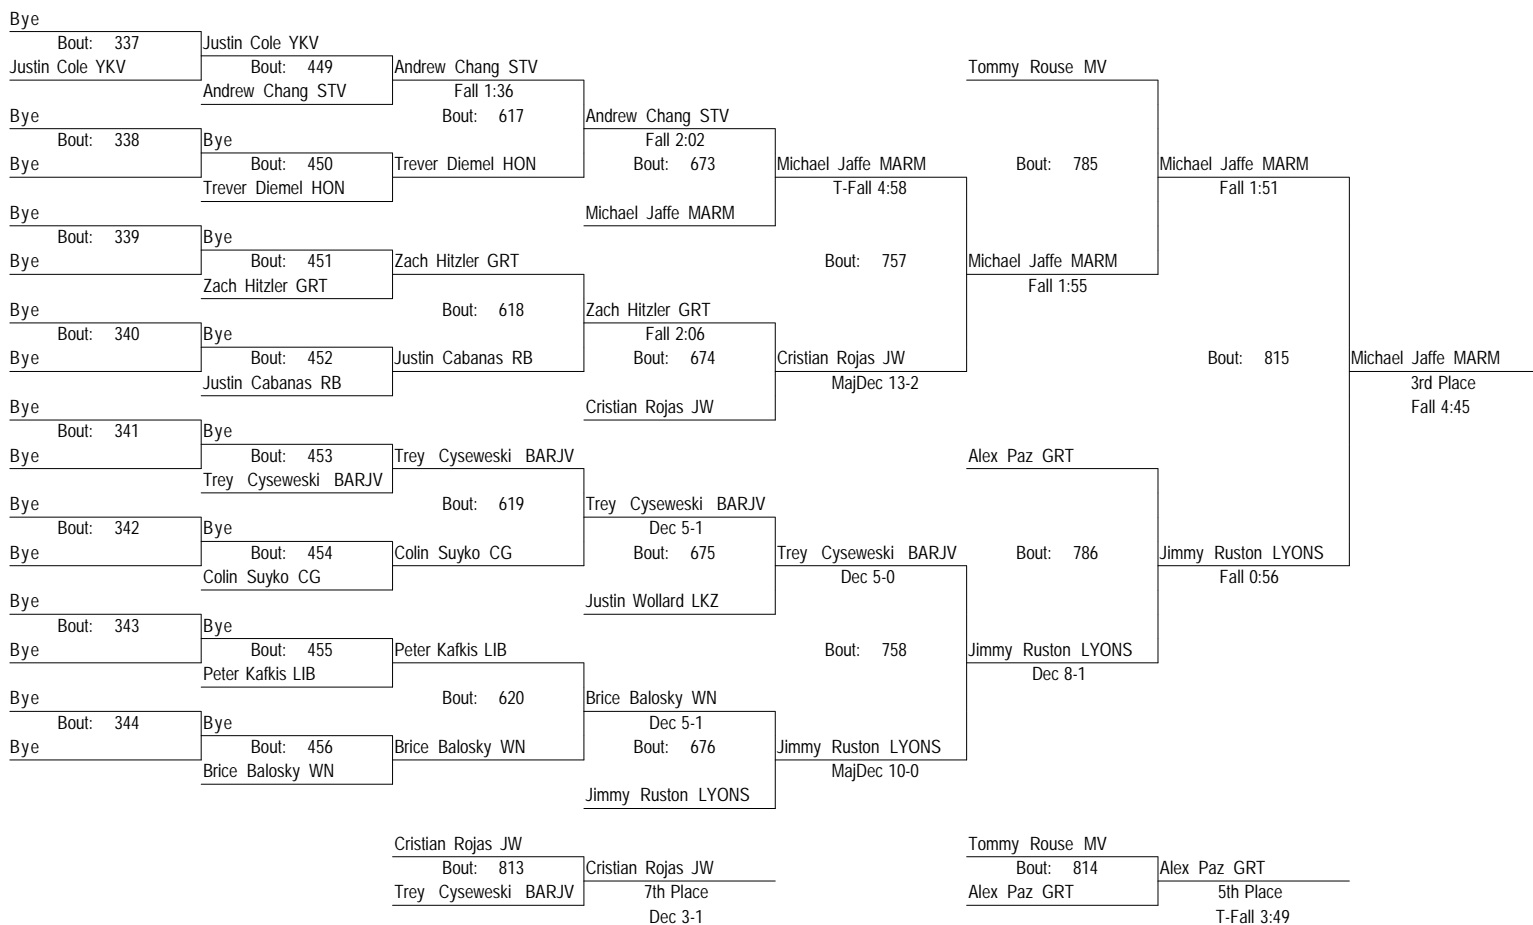 Bye
Bout: 337
Justin Cole YKV
Justin Cole YKV
Bout: 449
Andrew Chang STV
Andrew Chang STV
Fall 1:36
Bye
Bout: 338
Bye
Bye
Bout: 450
Trever Diemel HON
Trever Diemel HON
Bout: 617
Andrew Chang STV
Fall 2:02
Bout: 673
Michael Jaffe MARM
Michael Jaffe MARM
T-Fall 4:58
Bye
Bout: 339
Bye
Bye
Bout: 451
Zach Hitzler GRT
Zach Hitzler GRT
Bye
Bout: 340
Bye
Bye
Bout: 452
Justin Cabanas RB
Justin Cabanas RB
Bout: 618
Zach Hitzler GRT
Fall 2:06
Bout: 674
Cristian Rojas JW
Cristian Rojas JW
MajDec 13-2
Bout: 757
Michael Jaffe MARM
Fall 1:55
Tommy Rouse MV
Bout: 785
Michael Jaffe MARM
Fall 1:51
Bye
Bout: 341
Bye
Bye
Bout: 453
Trey Cyseweski BARJV
Trey Cyseweski BARJV
Bye
Bout: 342
Bye
Bye
Bout: 454
Colin Suyko CG
Colin Suyko CG
Bout: 619
Trey Cyseweski BARJV
Dec 5-1
Bout: 675
Justin Wollard LKZ
Trey Cyseweski BARJV
Dec 5-0
Bye
Bout: 343
Bye
Bye
Bout: 455
Peter Kafkis LIB
Peter Kafkis LIB
Bye
Bout: 344
Bye
Bye
Bout: 456
Brice Balosky WN
Brice Balosky WN
Bout: 620
Brice Balosky WN
Dec 5-1
Bout: 676
Jimmy Ruston LYONS
Jimmy Ruston LYONS
MajDec 10-0
Bout: 758
Jimmy Ruston LYONS
Dec 8-1
Alex Paz GRT
Bout: 786
Jimmy Ruston LYONS
Fall 0:56
Bout: 815
Michael Jaffe MARM
3rd Place
Fall 4:45
Cristian Rojas JW
Bout: 813
Trey Cyseweski BARJV
Cristian Rojas JW
7th Place
Dec 3-1
Tommy Rouse MV
Bout: 814
Alex Paz GRT
Alex Paz GRT
5th Place
T-Fall 3:49